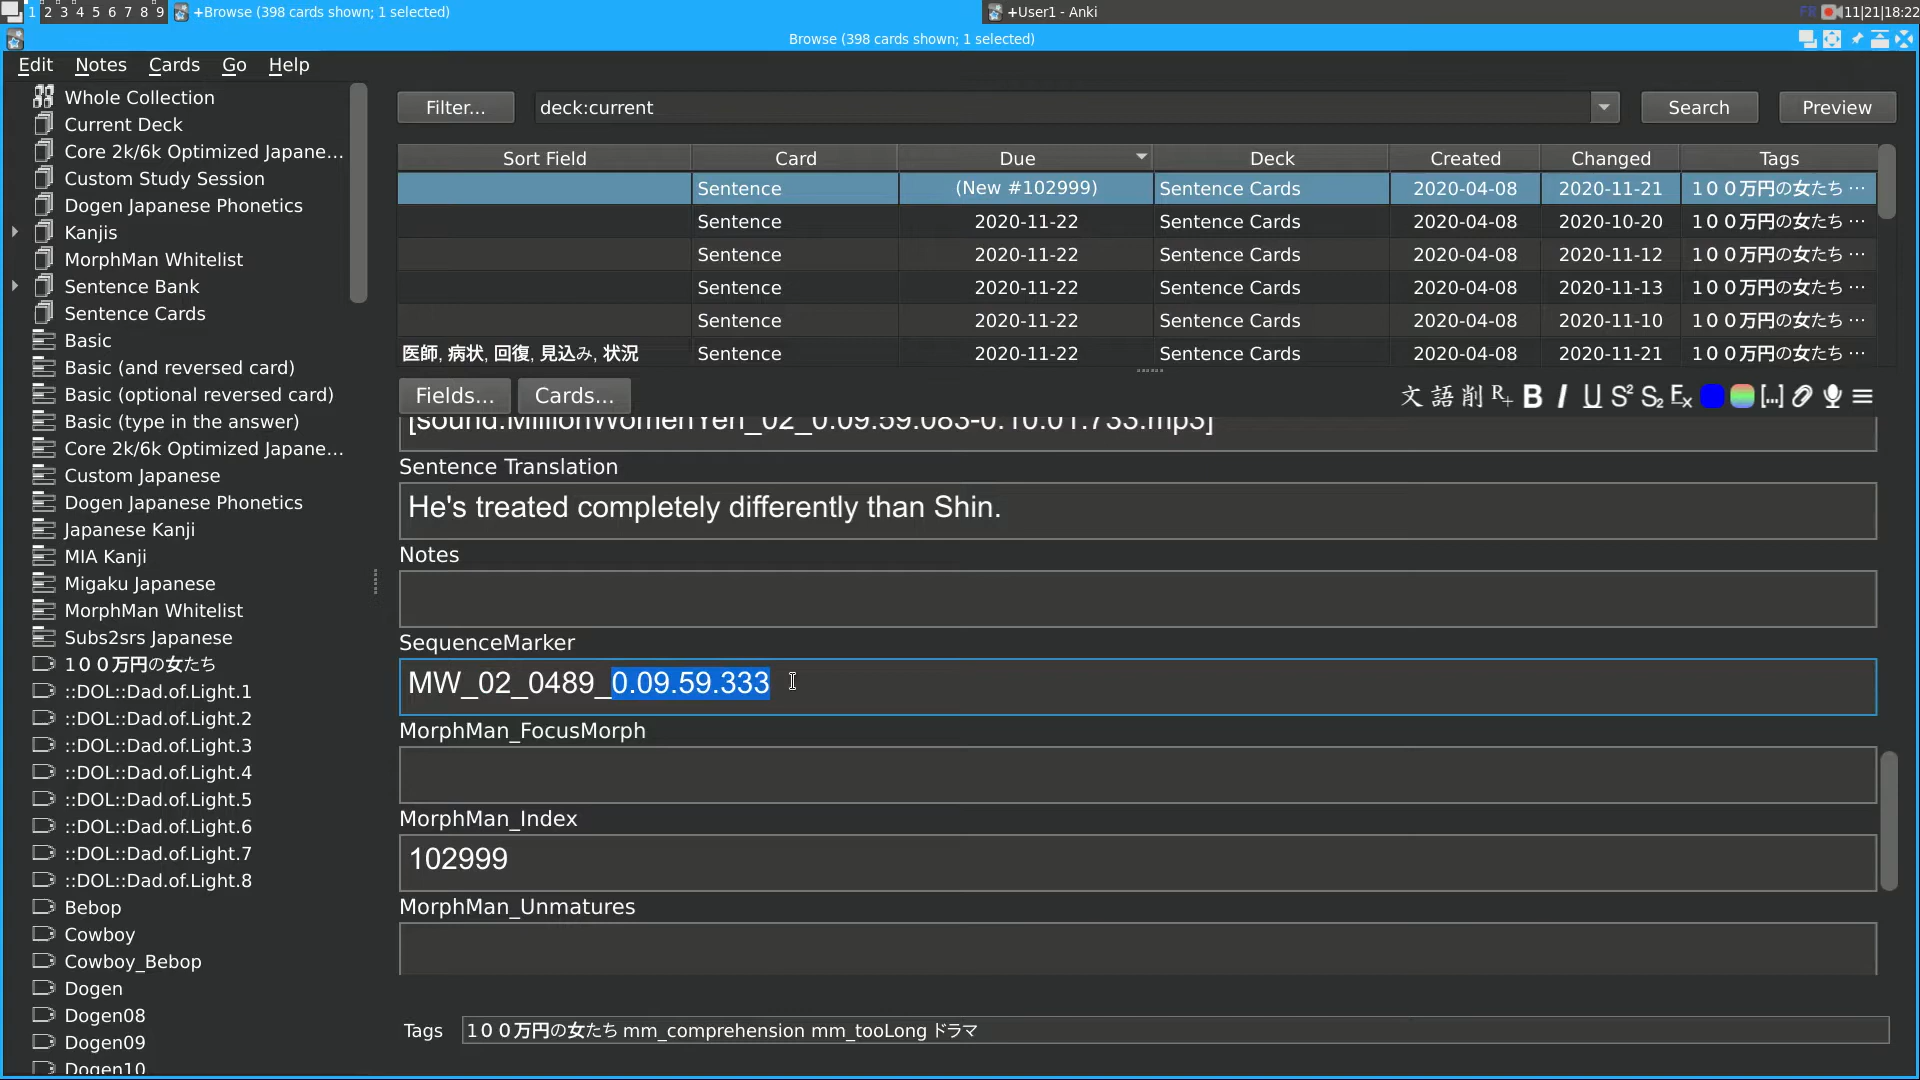 1 2 3 4 5 6 7 8 9 +Browse (398 cards shown; 1 selected) +User1 - Anki FR 11|21|18:22
Browse (398 cards shown; 1 selected)
Edit Notes Cards Go Help
Whole Collection
Current Deck
Core 2k/6k Optimized Japane...
Custom Study Session
Dogen Japanese Phonetics
Kanjis
MorphMan Whitelist
Sentence Bank
Sentence Cards
Basic
Basic (and reversed card)
Basic (optional reversed card)
Basic (type in the answer)
Core 2k/6k Optimized Japane...
Custom Japanese
Dogen Japanese Phonetics
Japanese Kanji
MIA Kanji
Migaku Japanese
MorphMan Whitelist
Subs2srs Japanese
１００万円の女たち
::DOL::Dad.of.Light.1
::DOL::Dad.of.Light.2
::DOL::Dad.of.Light.3
::DOL::Dad.of.Light.4
::DOL::Dad.of.Light.5
::DOL::Dad.of.Light.6
::DOL::Dad.of.Light.7
::DOL::Dad.of.Light.8
Bebop
Cowboy
Cowboy_Bebop
Dogen
Dogen08
Dogen09
Dogen10
Filter... deck:current Search Preview
Sort Field Card Due Deck Created Changed Tags
Sentence (New #102999) Sentence Cards 2020-04-08 2020-11-21 １００万円の女たち ...
Sentence 2020-11-22 Sentence Cards 2020-04-08 2020-10-20 １００万円の女たち ...
Sentence 2020-11-22 Sentence Cards 2020-04-08 2020-11-12 １００万円の女たち ...
Sentence 2020-11-22 Sentence Cards 2020-04-08 2020-11-13 １００万円の女たち ...
Sentence 2020-11-22 Sentence Cards 2020-04-08 2020-11-10 １００万円の女たち ...
医師, 病状, 回復, 見込み, 状況 Sentence 2020-11-22 Sentence Cards 2020-04-08 2020-11-21 １００万円の女たち ...
Fields... Cards... 文 語 削 R+ B I U S² S₂ Ex [...]
[sound:MillionWomenYen_02_0.09.59.083-0.10.01.733.mp3]
Sentence Translation
He's treated completely differently than Shin.
Notes
SequenceMarker
MW_02_0489_0.09.59.333
MorphMan_FocusMorph
MorphMan_Index
102999
MorphMan_Unmatures
Tags １００万円の女たち mm_comprehension mm_tooLong ドラマ